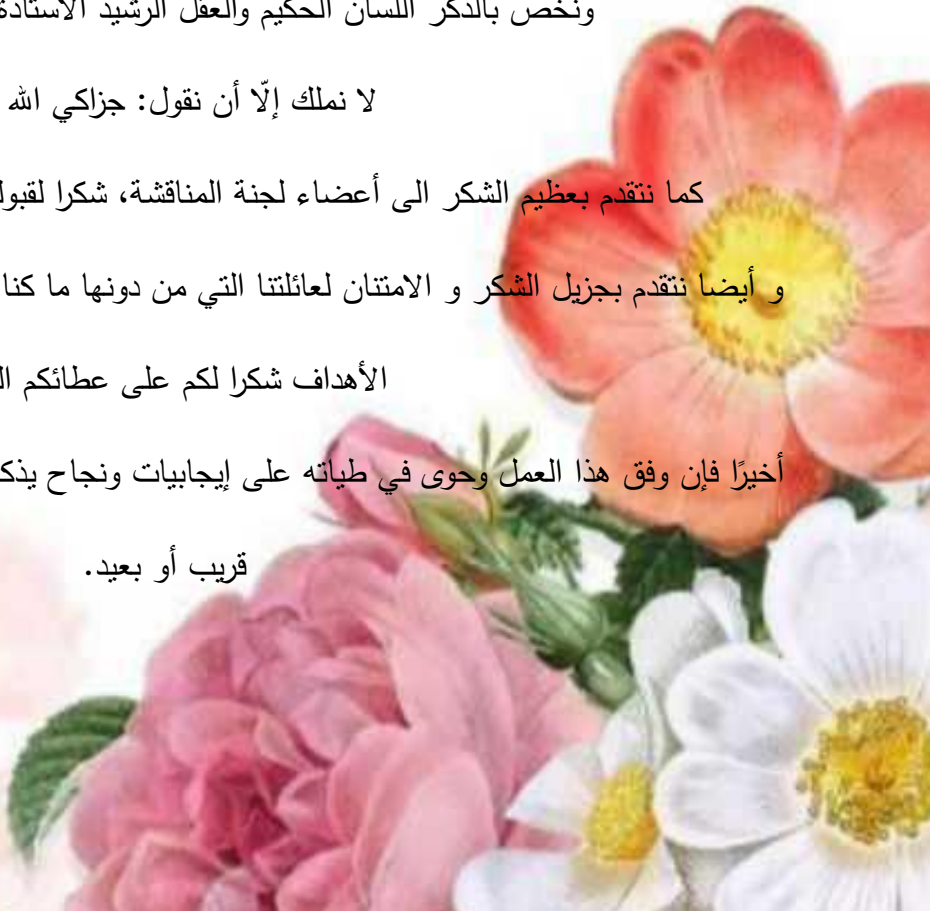 ونخص بالذكر اللسان الحكيم والعقل الرشيد الأستاذة
لا نملك إلّا أن نقول: جزاكي الله
كما نتقدم بعظيم الشكر الى أعضاء لجنة المناقشة، شكرا
و أيضا نتقدم بجزيل الشكر و الامتنان لعائلتنا التي من دونها ما كنا
الأهداف شكرا لكم على عطائكم
أخيرًا فإن وفق هذا العمل وحوى في طياته على إيجابيات ونجاح
قريب أو بعيد.